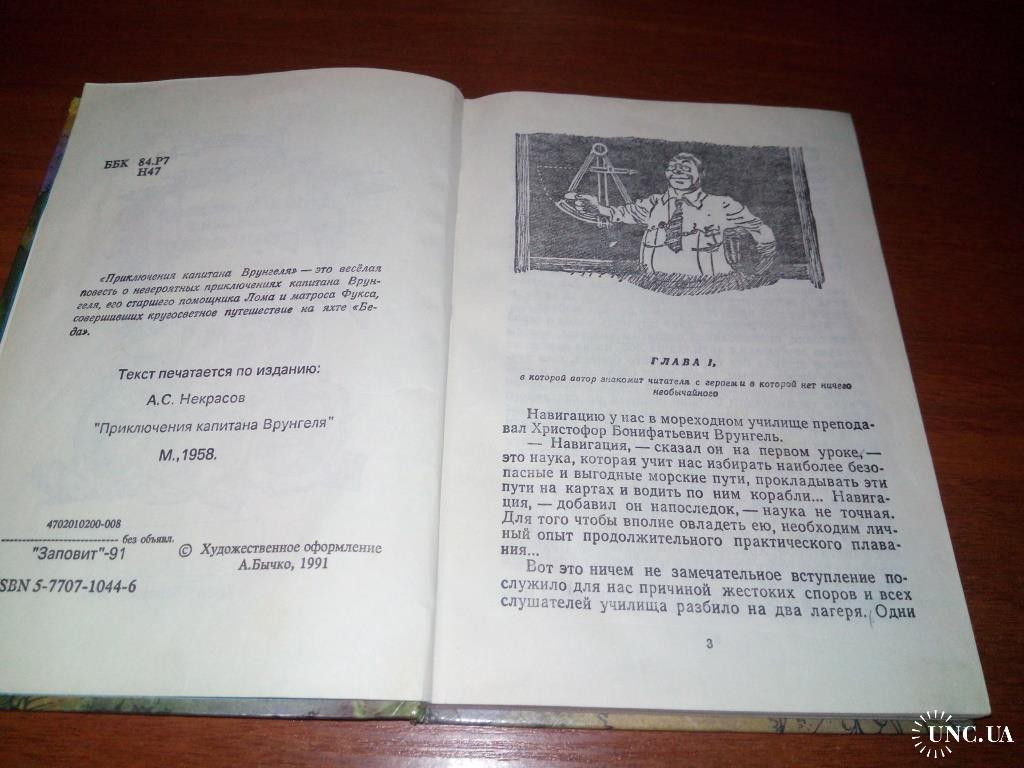 ББК 84.Р7
Н47
«Приключения капитана Врунгеля» — это весёлая
повесть о невероятных приключениях капитана Врун-
геля, его старшего помощника Лома и матроса Фукса,
совершивших кругосветное путешествие на яхте «Бе-
да».
Текст печатается по изданию:
А.С. Некрасов
"Приключения капитана Врунгеля"
М.,1958.
4702010200-008
без объявл.
"Заповит"-91
© Художественное оформление
А.Бычко, 1991
SBN 5-7707-1044-6
ГЛАВА I,
в которой автор знакомит читателя с героем и в которой нет ничего
необычайного
Навигацию у нас в мореходном училище препода-
вал Христофор Бонифатьевич Врунгель.
— Навигация, — сказал он на первом уроке, —
это наука, которая учит нас избирать наиболее безо-
пасные и выгодные морские пути, прокладывать эти
пути на картах и водить по ним корабли... Навига-
ция, — добавил он напоследок, — наука не точная.
Для того чтобы вполне овладеть ею, необходим лич-
ный опыт продолжительного практического плава-
ния...
Вот это ничем не замечательное вступление по-
служило для нас причиной жестоких споров и всех
слушателей училища разбило на два лагеря. Одни
3
UNC.UA